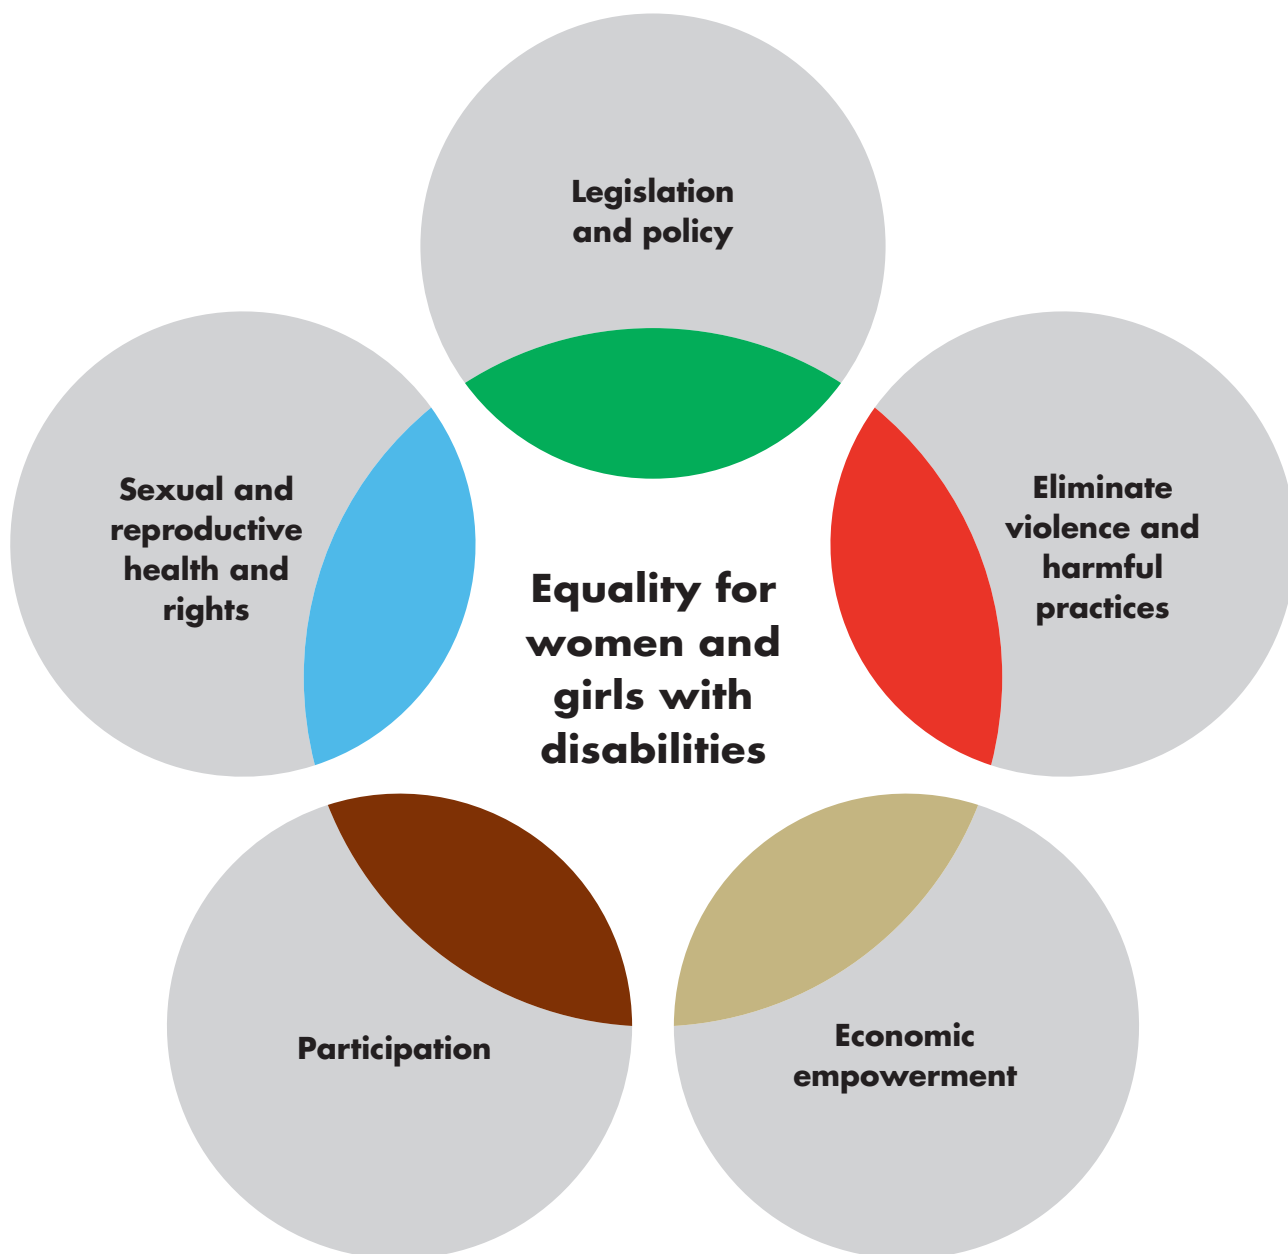 Legislation
and policy
Sexual and
reproductive
health and
rights
Eliminate
violence and
harmful
practices
Equality for
women and
girls with
disabilities
Participation
Economic
empowerment